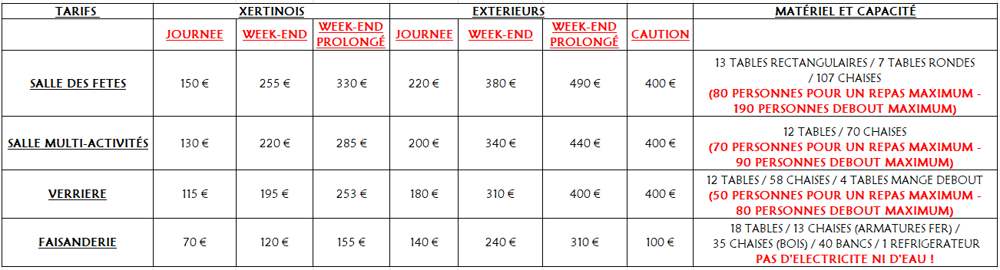 TARIFS XERTINOIS EXTERIEURS MATÉRIEL ET CAPACITÉ
JOURNEE WEEK-END WEEK-END PROLONGÉ JOURNEE WEEK-END WEEK-END PROLONGÉ CAUTION
SALLE DES FETES 150 € 255 € 330 € 220 € 380 € 490 € 400 €
13 TABLES RECTANGULAIRES / 7 TABLES RONDES
/ 107 CHAISES
(80 PERSONNES POUR UN REPAS MAXIMUM -
190 PERSONNES DEBOUT MAXIMUM)
SALLE MULTI-ACTIVITÉS 130 € 220 € 285 € 200 € 340 € 440 € 400 €
12 TABLES / 70 CHAISES
(70 PERSONNES POUR UN REPAS MAXIMUM -
90 PERSONNES DEBOUT MAXIMUM)
VERRIERE 115 € 195 € 253 € 180 € 310 € 400 € 400 €
12 TABLES / 58 CHAISES / 4 TABLES MANGE DEBOUT
(50 PERSONNES POUR UN REPAS MAXIMUM -
80 PERSONNES DEBOUT MAXIMUM)
FAISANDERIE 70 € 120 € 155 € 140 € 240 € 310 € 100 €
18 TABLES / 13 CHAISES (ARMATURES FER) /
35 CHAISES (BOIS) / 40 BANCS / 1 REFRIGERATEUR
PAS D'ELECTRICITE NI D'EAU !